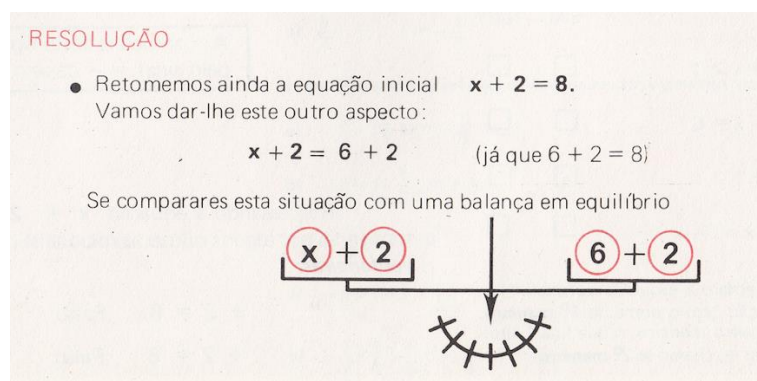 RESOLUÇÃO
● Retomemos ainda a equação inicial x + 2 = 8.
Vamos dar-lhe este outro aspecto:
x + 2 = 6 + 2 (já que 6 + 2 = 8)
Se comparares esta situação com uma balança em equilíbrio
x + 2 6 + 2